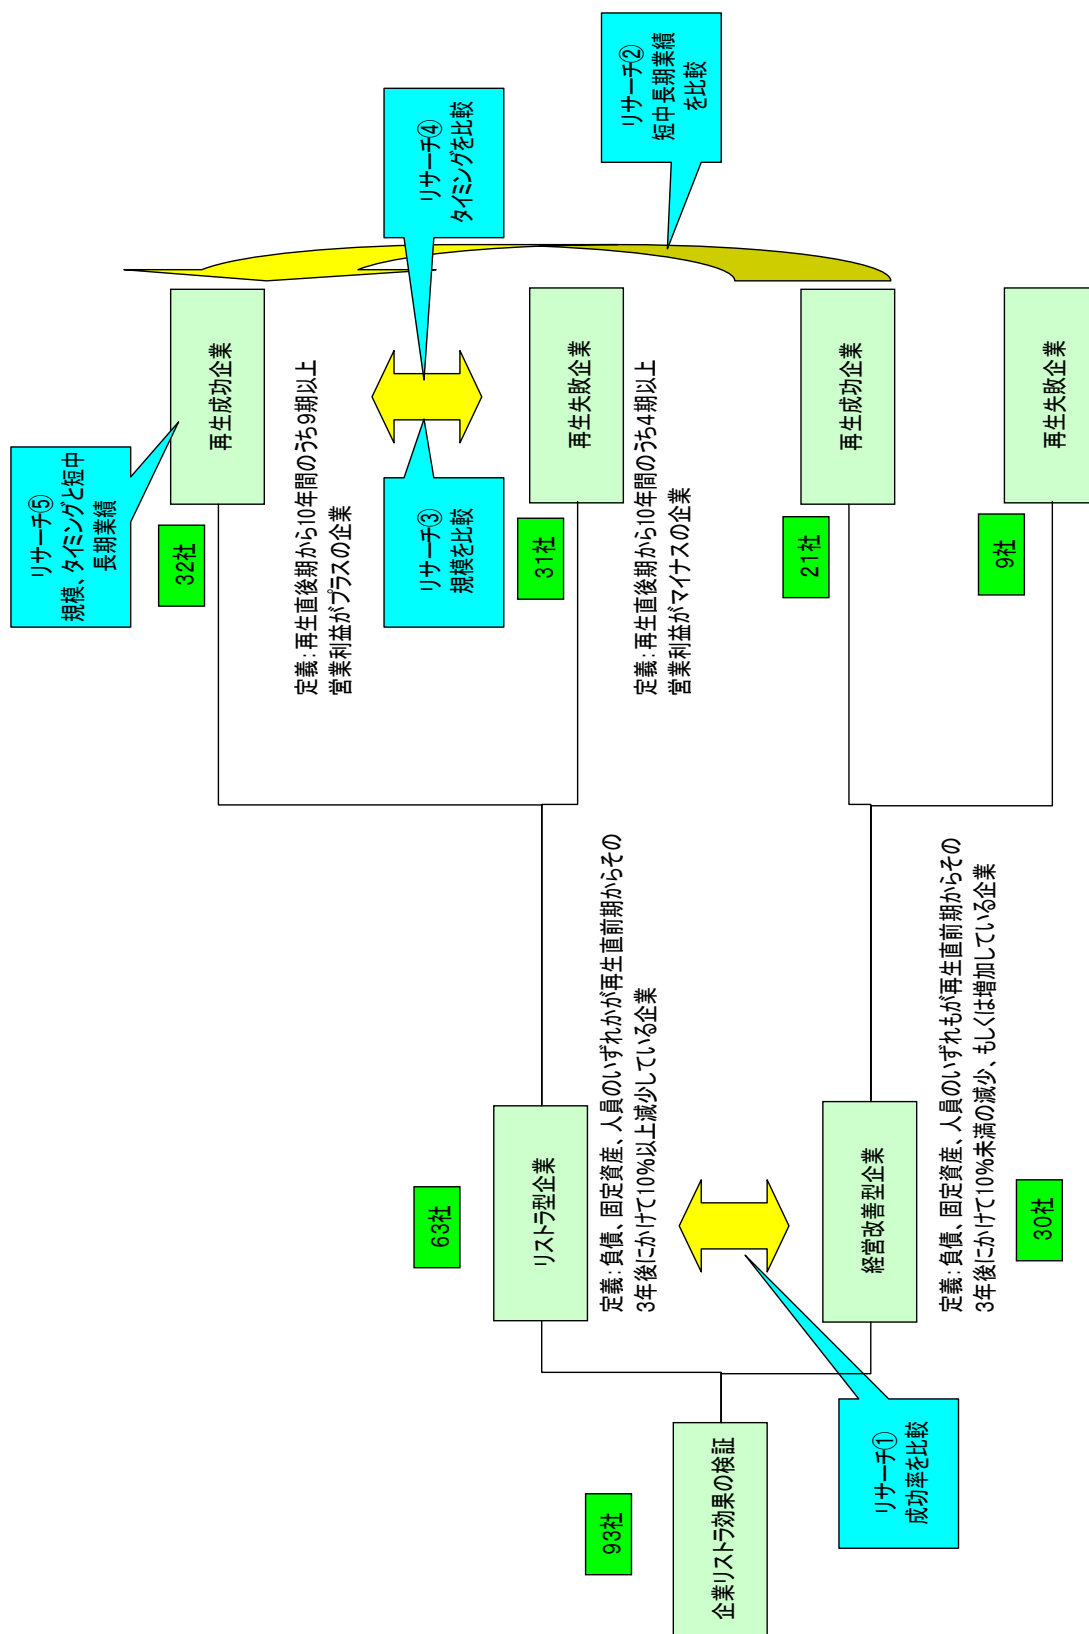 93社
企業リストラ効果の検証
リサーチ①
成功率を比較
63社
リストラ型企業
定義：負債、固定資産、人員のいずれかが再生直前期からその
3年後にかけて10％以上減少している企業
経営改善型企業
定義：負債、固定資産、人員のいずれもが再生直前期からその
3年後にかけて10％未満の減少、もしくは増加している企業
30社
リサーチ⑤
規模、タイミングと短中
長期業績
32社
再生成功企業
定義：再生直後期から10年間のうち9期以上
営業利益がプラスの企業
リサーチ④
タイミングを比較
リサーチ③
規模を比較
31社
再生失敗企業
定義：再生直後期から10年間のうち4期以上
営業利益がマイナスの企業
リサーチ②
短中長期業績
を比較
21社
再生成功企業
9社
再生失敗企業